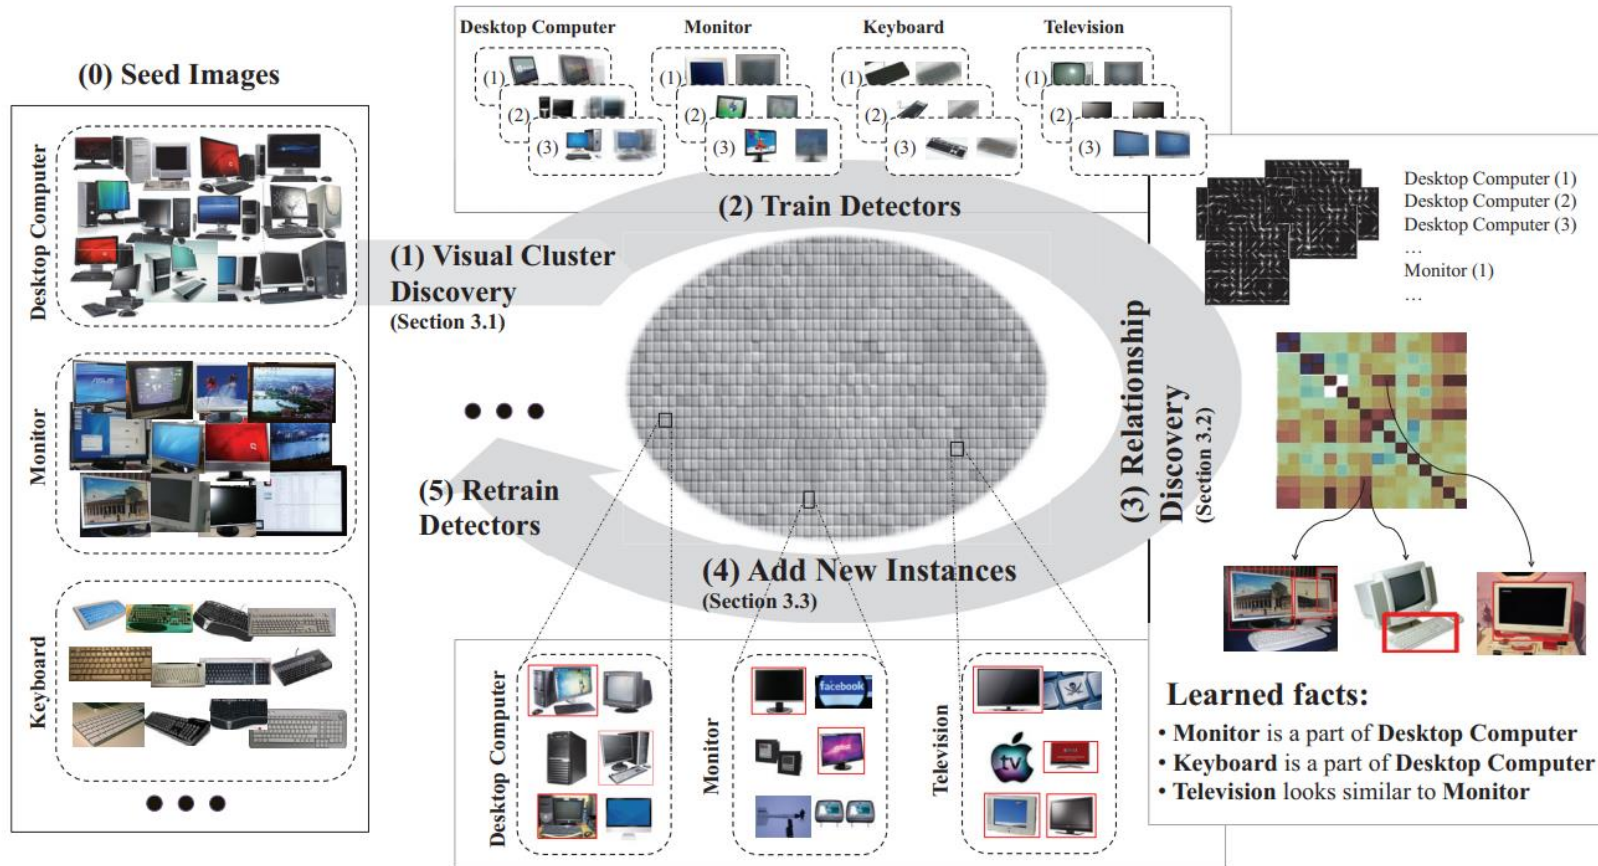 (0) Seed Images
Desktop Computer
Monitor
Keyboard
Desktop Computer
Monitor
Keyboard
Television
(1)
(2)
(3)
(1)
(2)
(3)
(1)
(2)
(3)
(1)
(2)
(3)
(1) Visual Cluster
Discovery
(Section 3.1)
(2) Train Detectors
(3) Relationship
Discovery
(Section 3.2)
Desktop Computer (1)
Desktop Computer (2)
Desktop Computer (3)
…
Monitor (1)
…
(4) Add New Instances
(Section 3.3)
(5) Retrain
Detectors
Desktop Computer
Monitor
facebook
Television
tv
Learned facts:
• Monitor is a part of Desktop Computer
• Keyboard is a part of Desktop Computer
• Television looks similar to Monitor